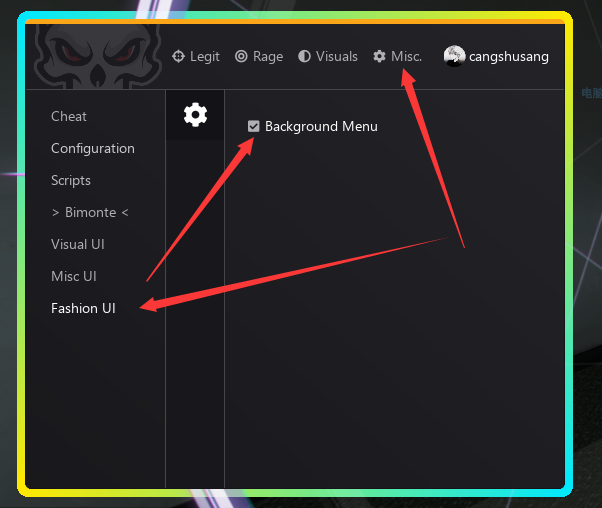 Legit Rage Visuals Misc. cangshusang
Cheat
Configuration
Scripts
> Bimonte <
Visual UI
Misc UI
Fashion UI
Background Menu
电脑